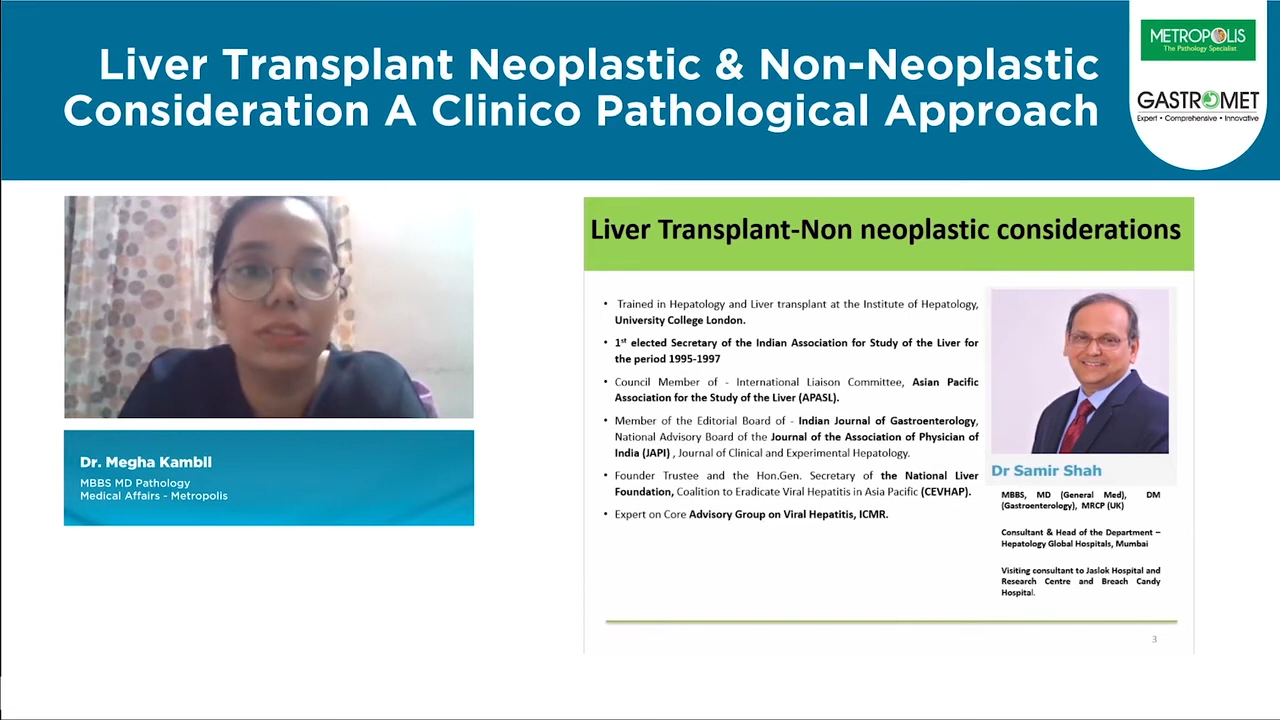 Liver Transplant Neoplastic & Non-Neoplastic
Consideration A Clinico Pathological Approach
METROPOLIS
The Pathology Specialist
GASTROMET
Expert • Comprehensive • Innovative
Dr. Megha Kambli
MBBS MD Pathology
Medical Affairs - Metropolis
Liver Transplant-Non neoplastic considerations
• Trained in Hepatology and Liver transplant at the Institute of Hepatology,
University College London.
• 1st elected Secretary of the Indian Association for Study of the Liver for
the period 1995-1997
• Council Member of - International Liaison Committee, Asian Pacific
Association for the Study of the Liver (APASL).
• Member of the Editorial Board of - Indian Journal of Gastroenterology,
National Advisory Board of the Journal of the Association of Physician of
India (JAPI) , Journal of Clinical and Experimental Hepatology.
• Founder Trustee and the Hon.Gen. Secretary of the National Liver
Foundation, Coalition to Eradicate Viral Hepatitis in Asia Pacific (CEVHAP).
• Expert on Core Advisory Group on Viral Hepatitis, ICMR.
Dr Samir Shah
MBBS, MD (General Med), DM
(Gastroenterology), MRCP (UK)
Consultant & Head of the Department –
Hepatology Global Hospitals, Mumbai
Visiting consultant to Jaslok Hospital and
Research Centre and Breach Candy
Hospital.
3